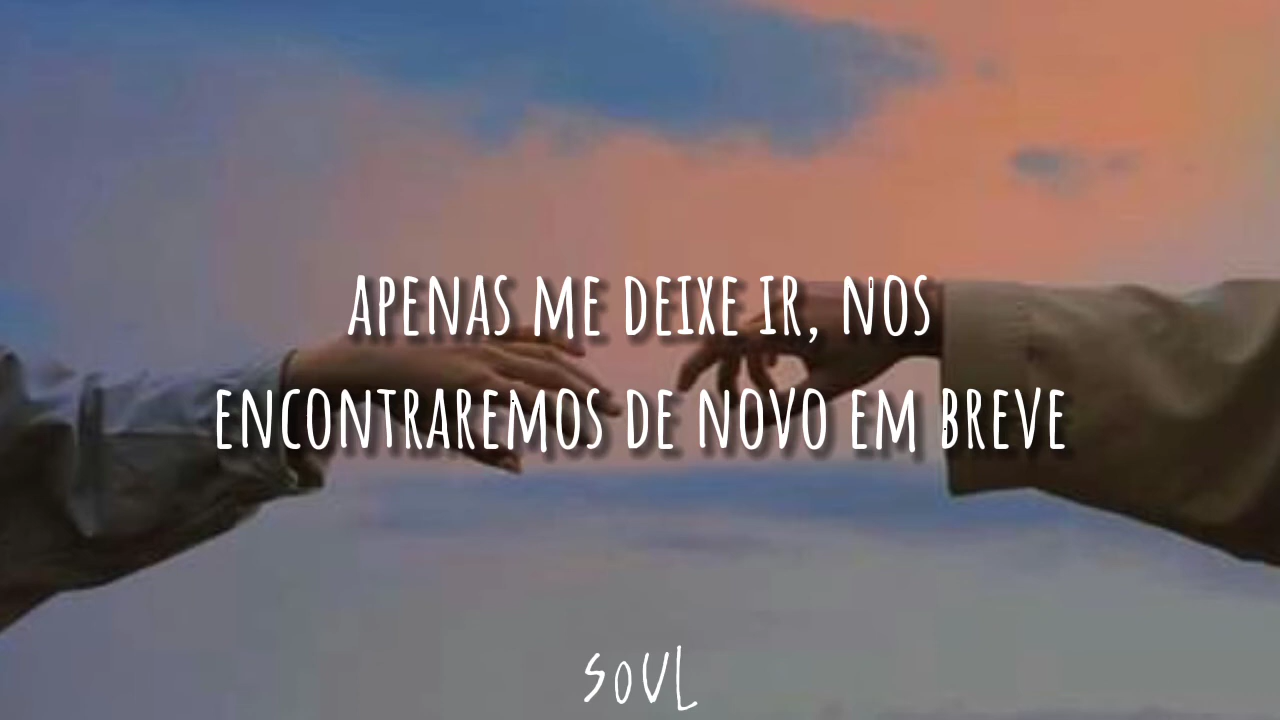 APENAS ME DEIXE IR, NOS
ENCONTRAREMOS DE NOVO EM BREVE
SOUL